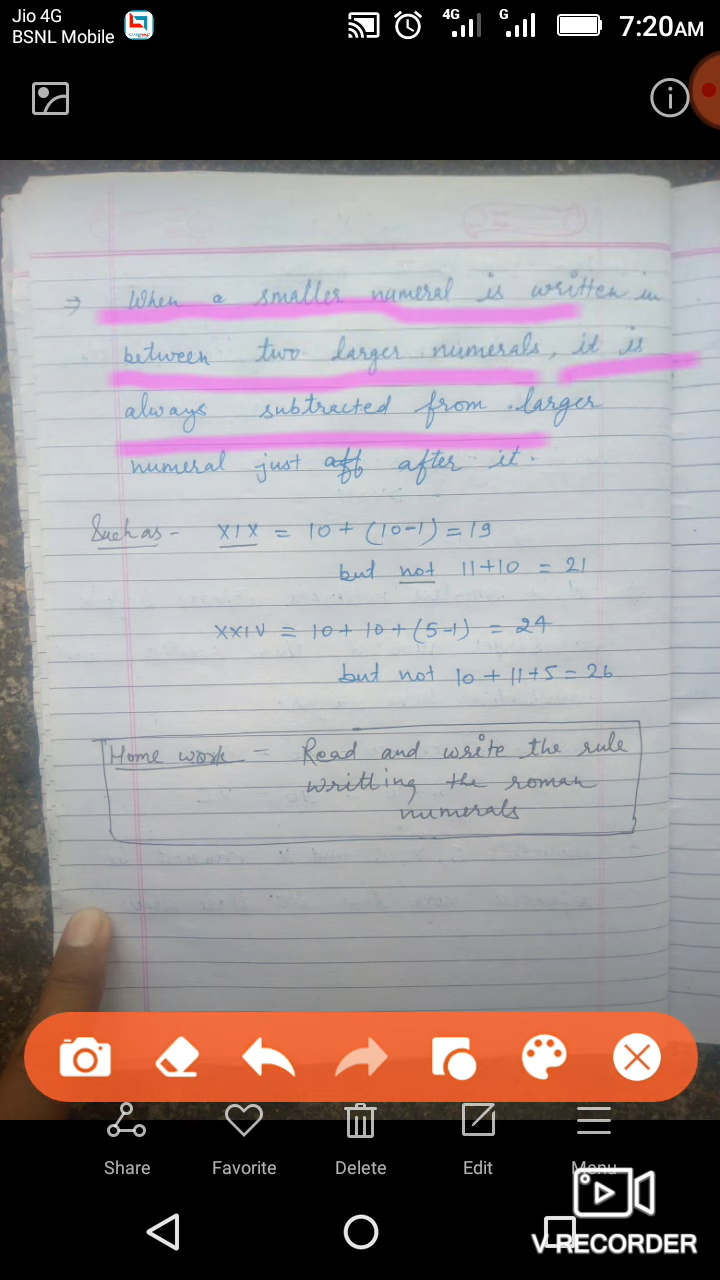 Jio 4G
BSNL Mobile
4G
G
7:20AM
→ When a smaller numeral is written in
between two larger numerals, it is
always subtracted from larger
numeral just aff after it.
Such as - XIX = 10 + (10-1) = 19
but not 11+10 = 21
XXIV = 10 + 10 + (5-1) = 24
but not 10 + 11+5 = 26
Home work - Read and write the rule
writting the roman
numerals
Share Favorite Delete Edit Menu
V RECORDER